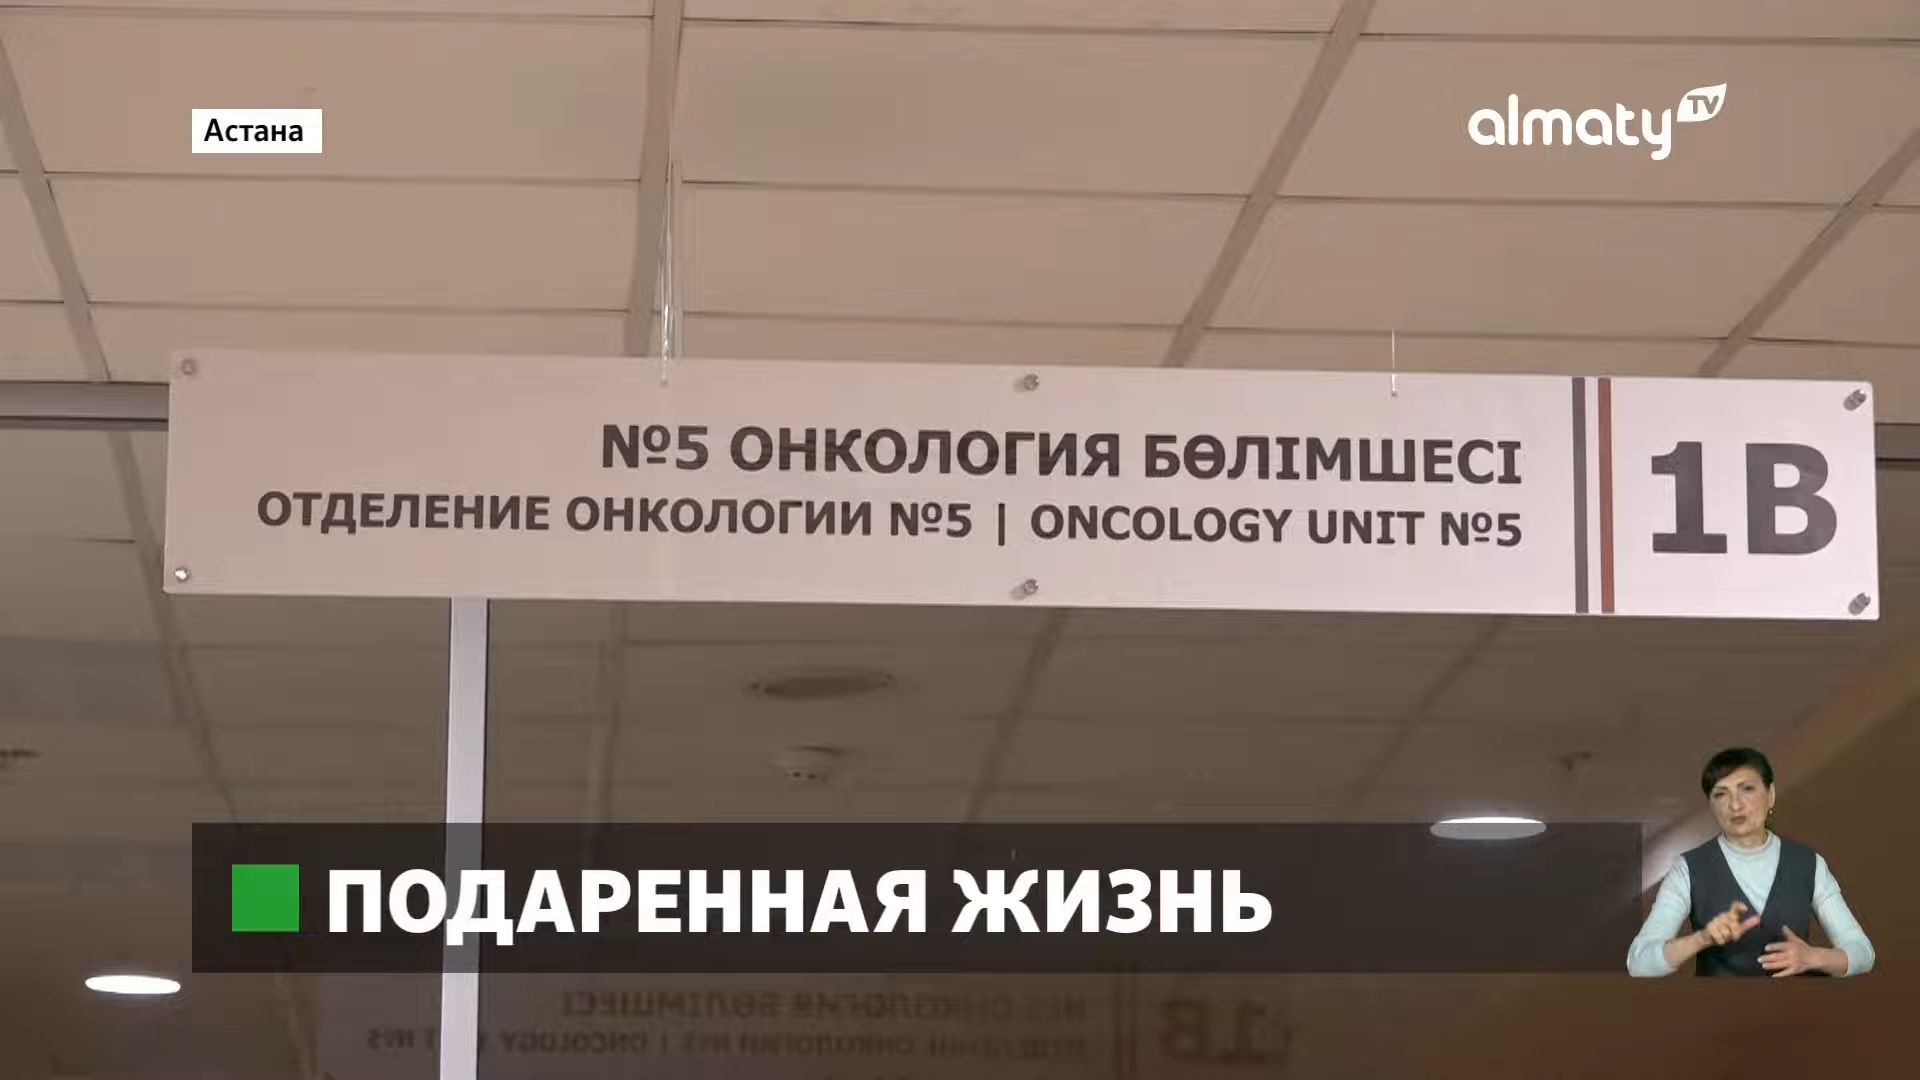 Астана
almaty TV
№5 ОНКОЛОГИЯ БӨЛІМШЕСІ
ОТДЕЛЕНИЕ ОНКОЛОГИИ №5 | ONCOLOGY UNIT №5
1B
ПОДАРЕННАЯ ЖИЗНЬ